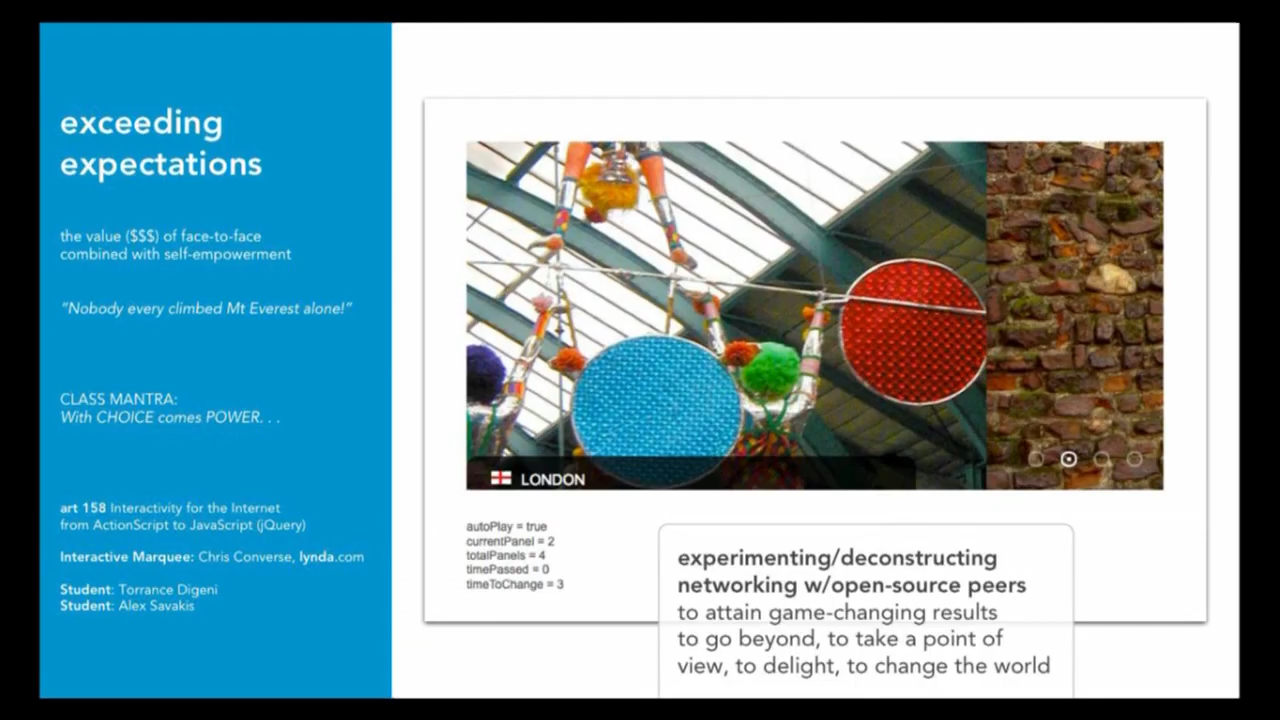 exceeding
expectations
the value ($$$) of face-to-face
combined with self-empowerment
"Nobody every climbed Mt Everest alone!"
CLASS MANTRA:
With CHOICE comes POWER. . .
art 158 Interactivity for the Internet
from ActionScript to JavaScript (jQuery)
Interactive Marquee: Chris Converse, lynda.com
Student: Torrance Digeni
Student: Alex Savakis
LONDON
autoPlay = true
currentPanel = 2
totalPanels = 4
timePassed = 0
timeToChange = 3
experimenting/deconstructing
networking w/open-source peers
to attain game-changing results
to go beyond, to take a point of
view, to delight, to change the world